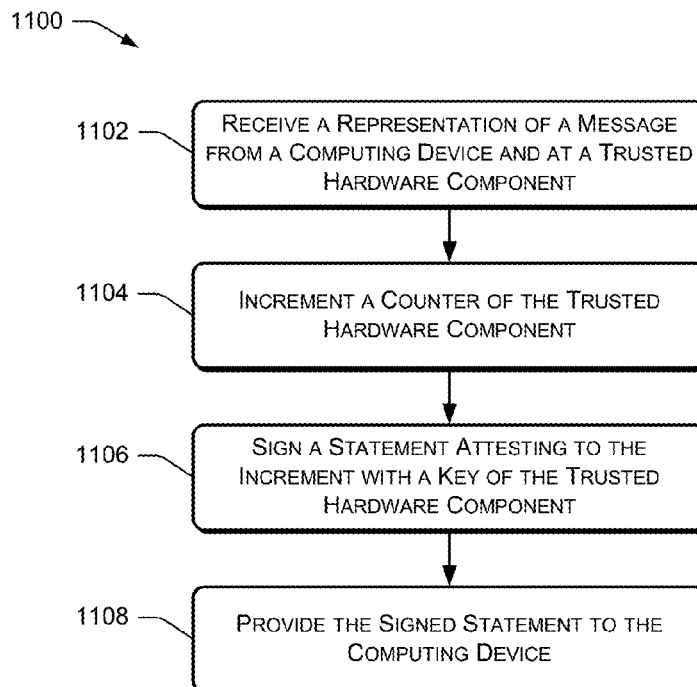 1100
1102
RECEIVE A REPRESENTATION OF A MESSAGE
FROM A COMPUTING DEVICE AND AT A TRUSTED
HARDWARE COMPONENT
1104
INCREMENT A COUNTER OF THE TRUSTED
HARDWARE COMPONENT
1106
SIGN A STATEMENT ATTESTING TO THE
INCREMENT WITH A KEY OF THE TRUSTED
HARDWARE COMPONENT
1108
PROVIDE THE SIGNED STATEMENT TO THE
COMPUTING DEVICE